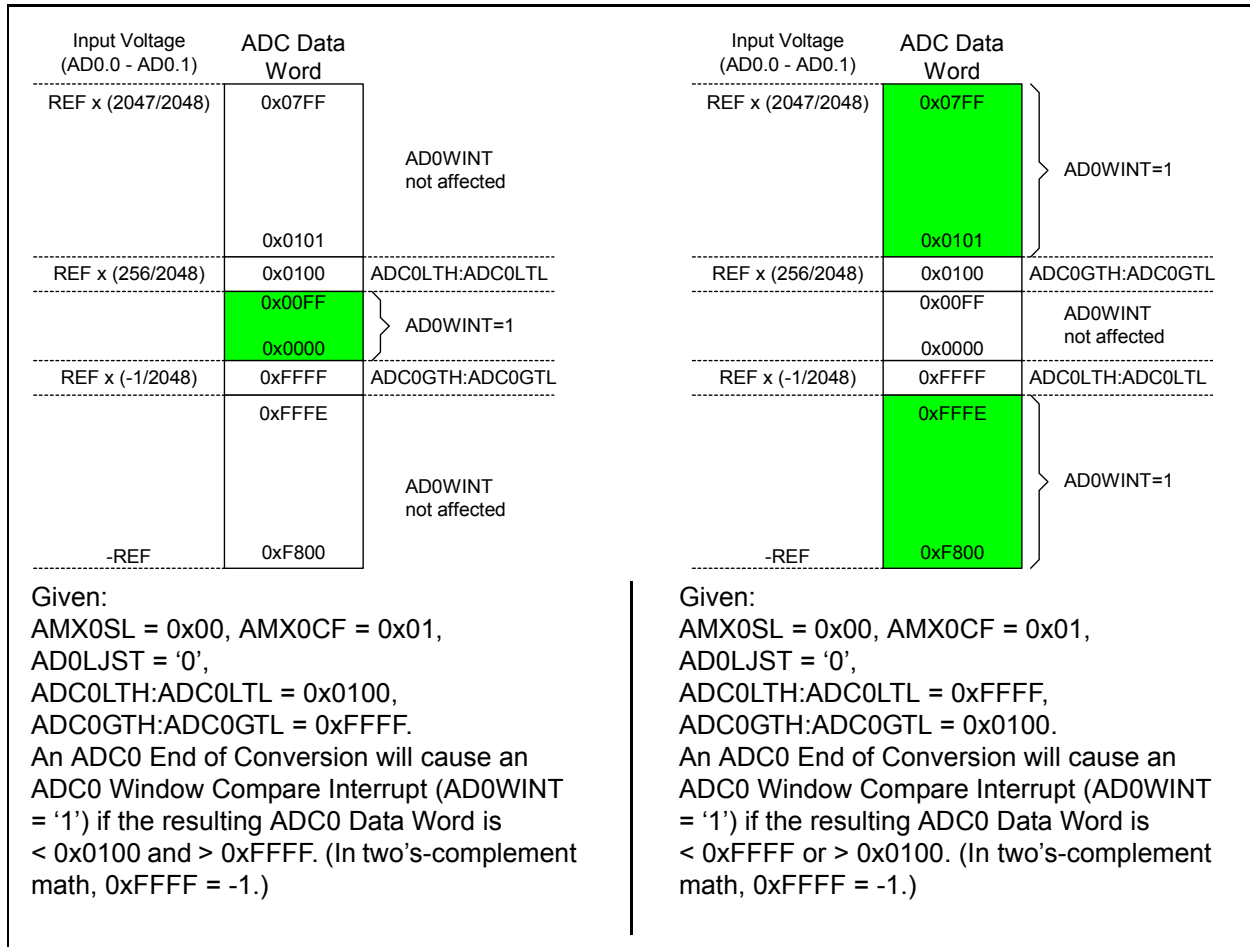 Input Voltage
(AD0.0 - AD0.1)
ADC Data
Word
REF x (2047/2048)
0x07FF
AD0WINT
not affected
0x0101
REF x (256/2048)
0x0100
ADC0LTH:ADC0LTL
0x00FF
AD0WINT=1
0x0000
REF x (-1/2048)
0xFFFF
ADC0GTH:ADC0GTL
0xFFFE
AD0WINT
not affected
-REF
0xF800
Given:
AMX0SL = 0x00, AMX0CF = 0x01,
AD0LJST = ‘0’,
ADC0LTH:ADC0LTL = 0x0100,
ADC0GTH:ADC0GTL = 0xFFFF.
An ADC0 End of Conversion will cause an
ADC0 Window Compare Interrupt (AD0WINT
= ‘1’) if the resulting ADC0 Data Word is
< 0x0100 and > 0xFFFF. (In two’s-complement
math, 0xFFFF = -1.)
Input Voltage
(AD0.0 - AD0.1)
ADC Data
Word
REF x (2047/2048)
0x07FF
AD0WINT=1
0x0101
REF x (256/2048)
0x0100
ADC0GTH:ADC0GTL
0x00FF
AD0WINT
not affected
0x0000
REF x (-1/2048)
0xFFFF
ADC0LTH:ADC0LTL
0xFFFE
AD0WINT=1
-REF
0xF800
Given:
AMX0SL = 0x00, AMX0CF = 0x01,
AD0LJST = ‘0’,
ADC0LTH:ADC0LTL = 0xFFFF,
ADC0GTH:ADC0GTL = 0x0100.
An ADC0 End of Conversion will cause an
ADC0 Window Compare Interrupt (AD0WINT
= ‘1’) if the resulting ADC0 Data Word is
< 0xFFFF or > 0x0100. (In two’s-complement
math, 0xFFFF = -1.)